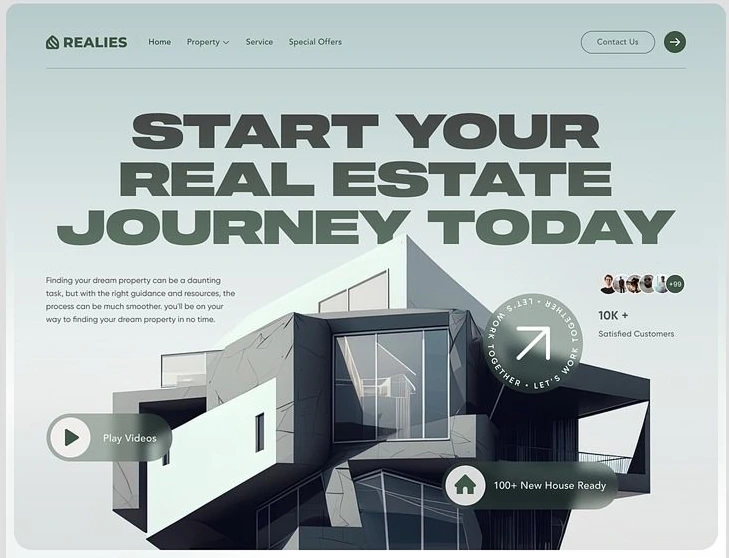 REALIES
Home
Property
Service
Special Offers
Contact Us
START YOUR
REAL ESTATE
JOURNEY TODAY
Finding your dream property can be a daunting
task, but with the right guidance and resources, the
process can be much smoother. you'll be on your
way to finding your dream property in no time.
+99
10K +
Satisfied Customers
LET'S WORK TOGETHER • LET'S WORK TOGETHER •
Play Videos
100+ New House Ready